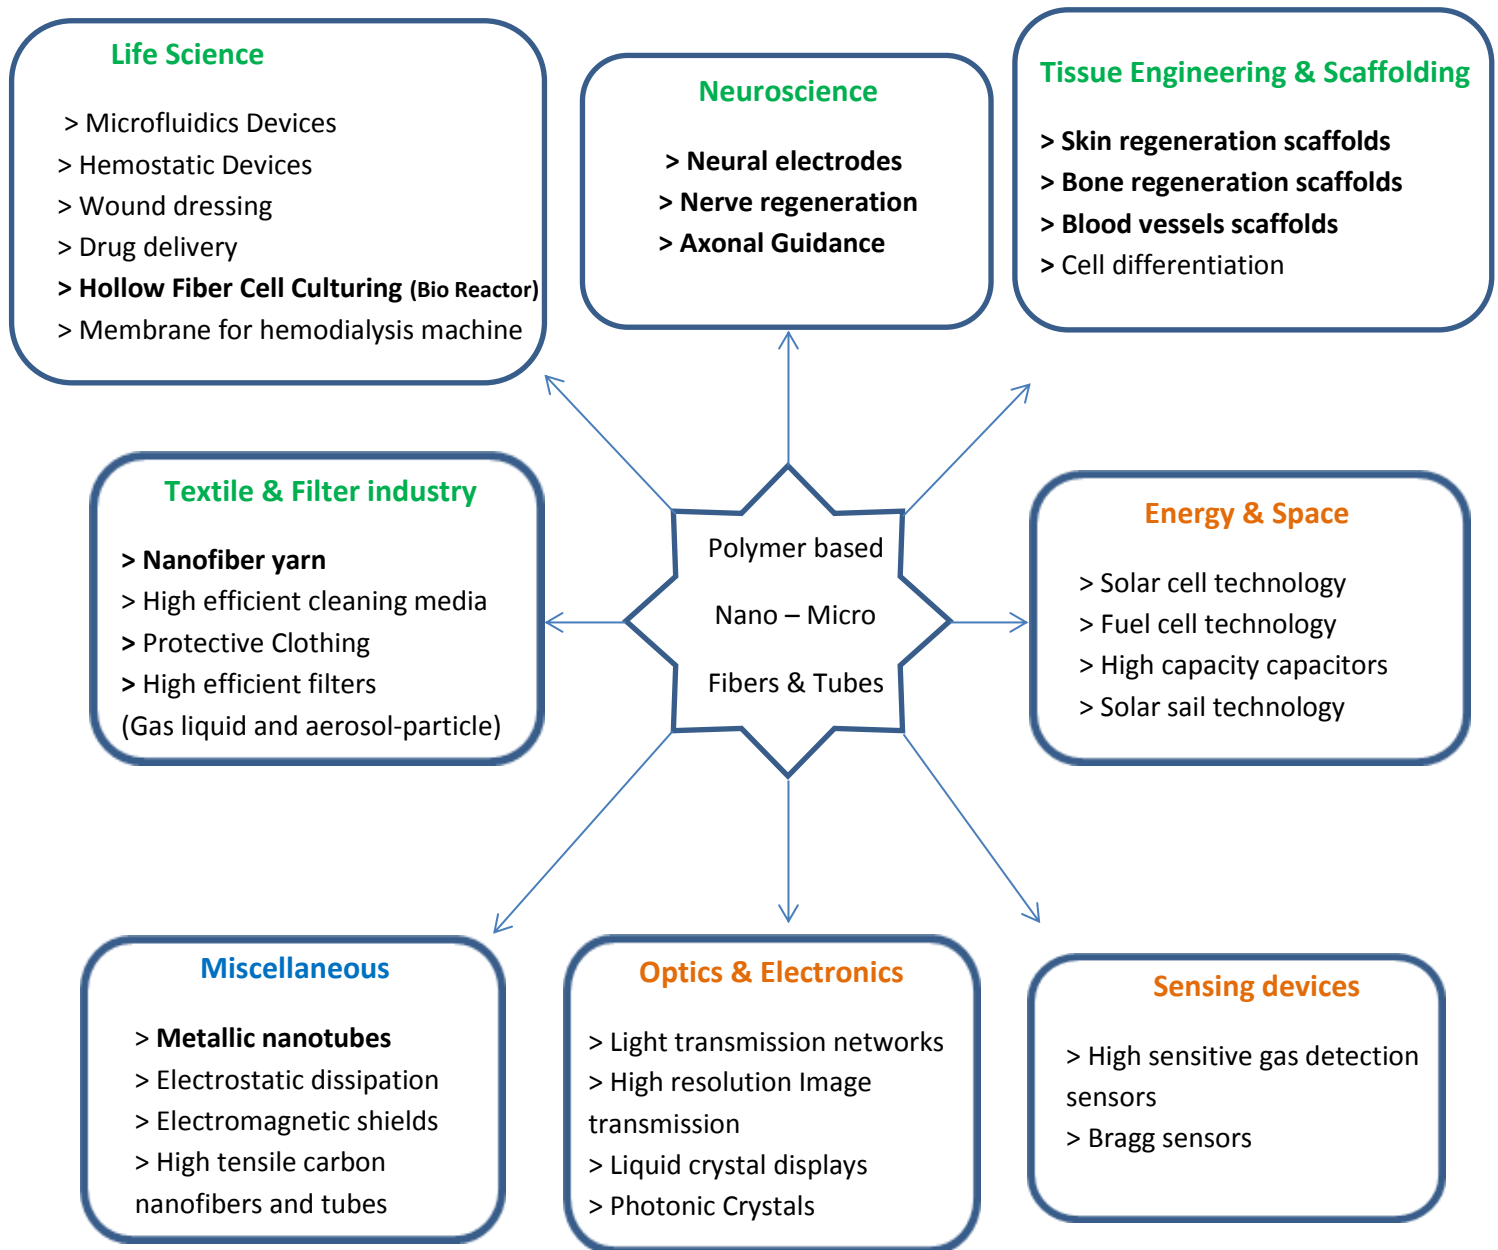 Life Science
> Microfluidics Devices
> Hemostatic Devices
> Wound dressing
> Drug delivery
> Hollow Fiber Cell Culturing (Bio Reactor)
> Membrane for hemodialysis machine
Neuroscience
> Neural electrodes
> Nerve regeneration
> Axonal Guidance
Tissue Engineering & Scaffolding
> Skin regeneration scaffolds
> Bone regeneration scaffolds
> Blood vessels scaffolds
> Cell differentiation
Textile & Filter industry
> Nanofiber yarn
> High efficient cleaning media
> Protective Clothing
> High efficient filters
(Gas liquid and aerosol-particle)
Polymer based
Nano – Micro
Fibers & Tubes
Energy & Space
> Solar cell technology
> Fuel cell technology
> High capacity capacitors
> Solar sail technology
Miscellaneous
> Metallic nanotubes
> Electrostatic dissipation
> Electromagnetic shields
> High tensile carbon
nanofibers and tubes
Optics & Electronics
> Light transmission networks
> High resolution Image
transmission
> Liquid crystal displays
> Photonic Crystals
Sensing devices
> High sensitive gas detection
sensors
> Bragg sensors